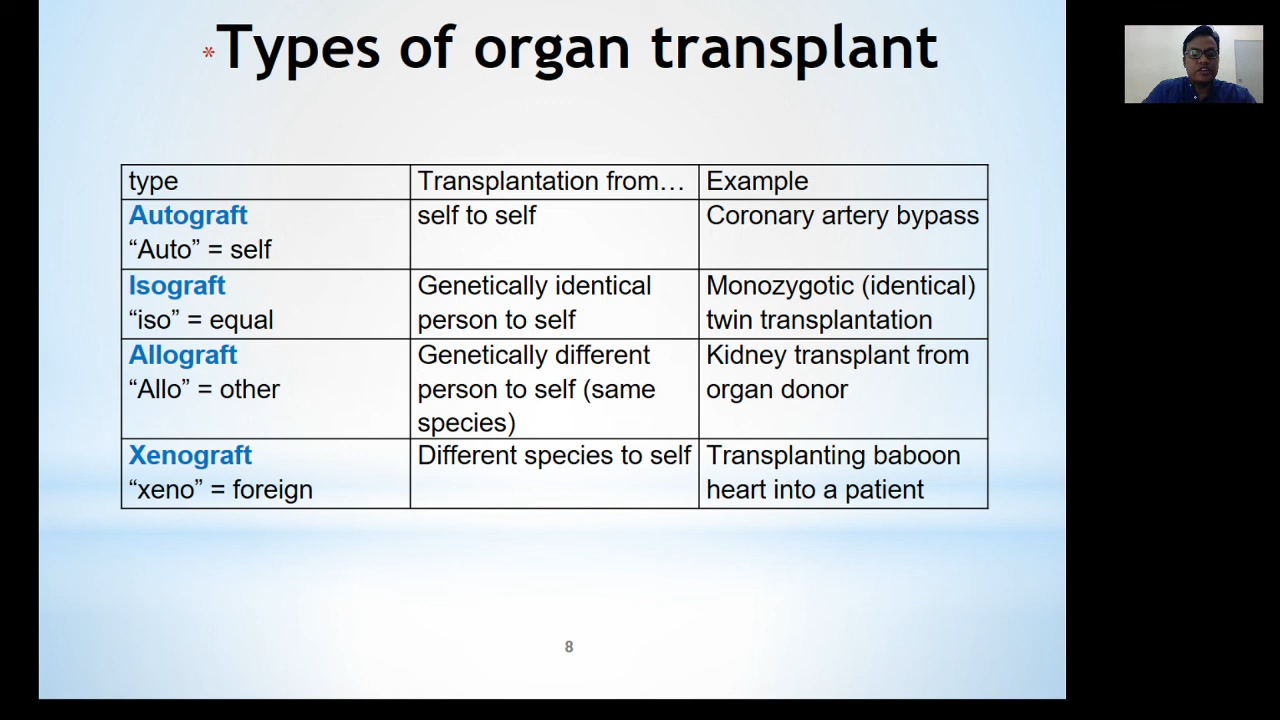 *Types of organ transplant
type Transplantation from… Example
Autograft self to self Coronary artery bypass
“Auto” = self
Isograft Genetically identical Monozygotic (identical)
“iso” = equal person to self twin transplantation
Allograft Genetically different Kidney transplant from
“Allo” = other person to self (same organ donor
species)
Xenograft Different species to self Transplanting baboon
“xeno” = foreign heart into a patient
8